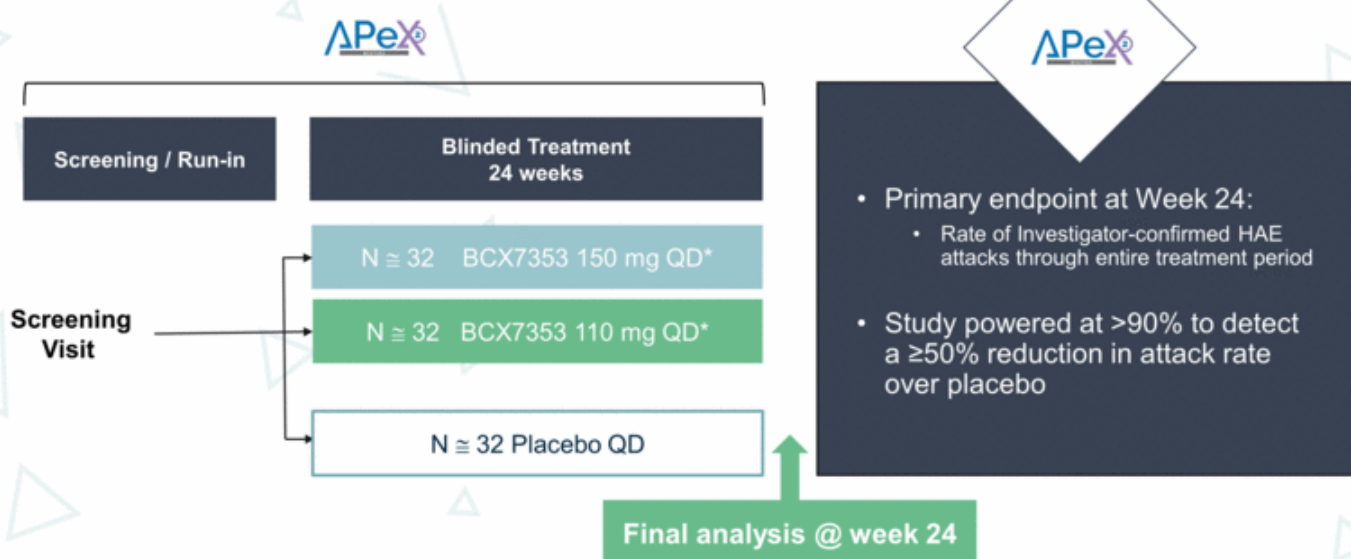 APeX2
Screening / Run-in
Blinded Treatment
24 weeks
N ≅ 32 BCX7353 150 mg QD*
N ≅ 32 BCX7353 110 mg QD*
Screening
Visit
N ≅ 32 Placebo QD
Final analysis @ week 24
APeX2
• Primary endpoint at Week 24:
• Rate of Investigator-confirmed HAE
attacks through entire treatment period
• Study powered at >90% to detect
a ≥50% reduction in attack rate
over placebo